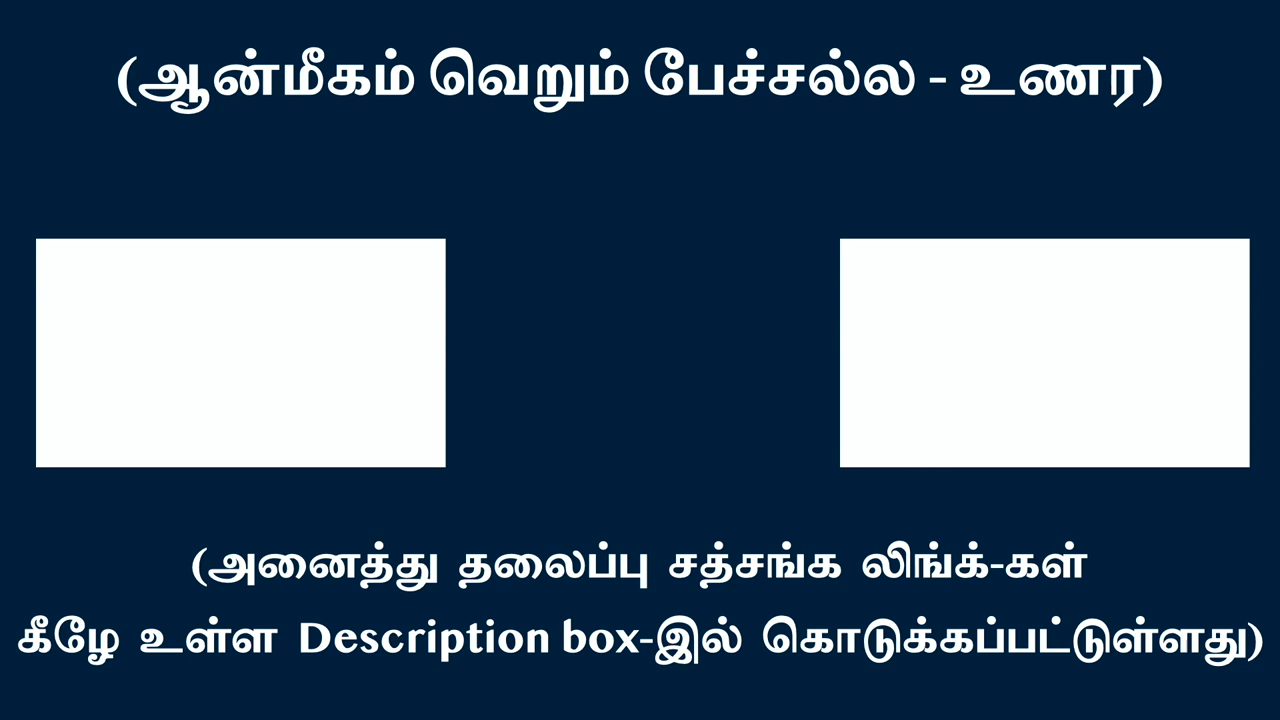 (ஆன்மீகம் வெறும் பேச்சல்ல - உணர)
(அனைத்து தலைப்பு சத்சங்க லிங்க்-கள்
கீழே உள்ள Description box-இல் கொடுக்கப்பட்டுள்ளது)